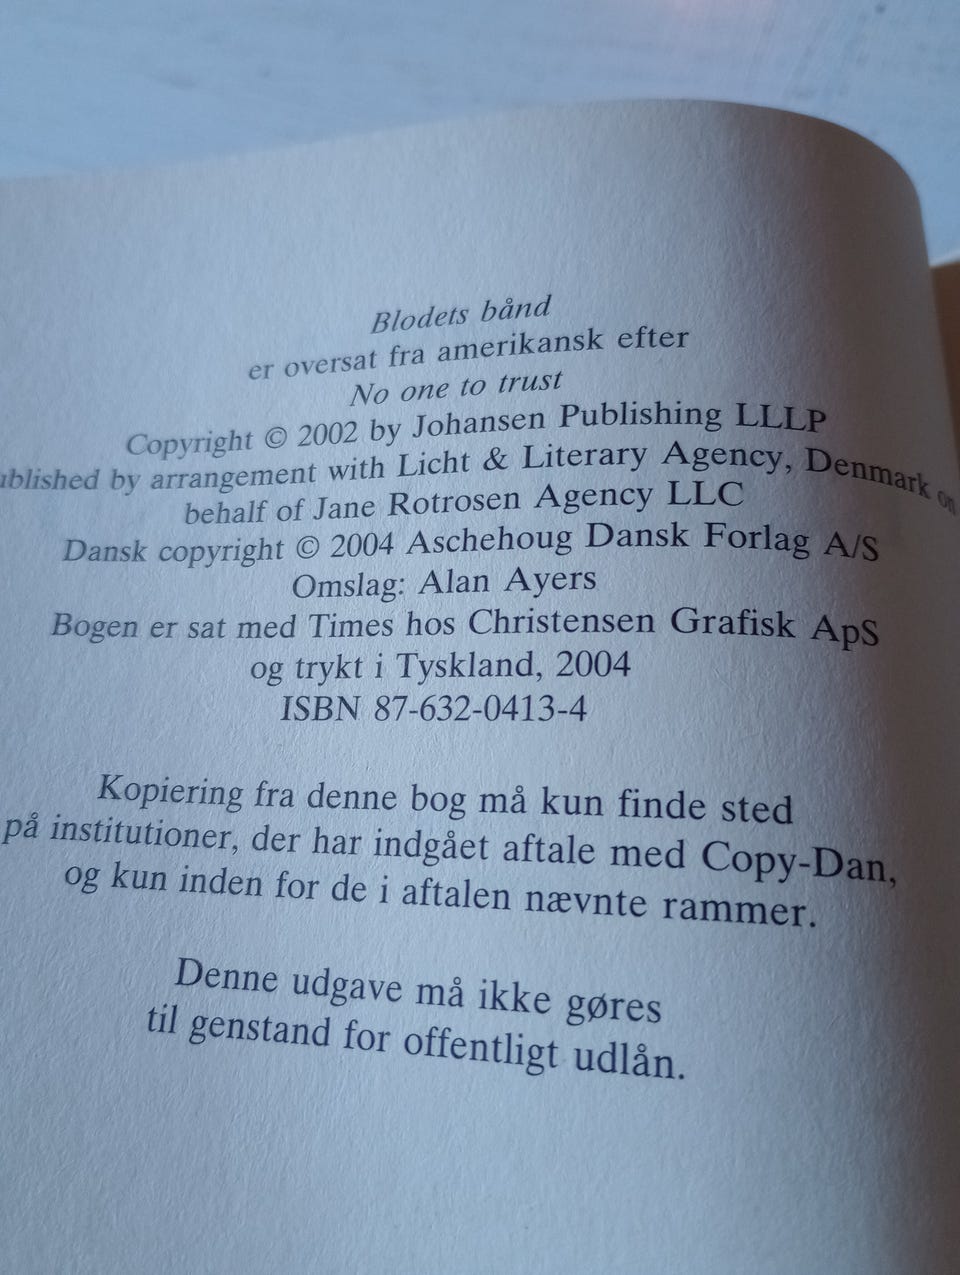 Blodets bånd
er oversat fra amerikansk efter
No one to trust
Copyright © 2002 by Johansen Publishing LLLP
ublished by arrangement with Licht & Literary Agency, Denmark on
behalf of Jane Rotrosen Agency LLC
Dansk copyright © 2004 Aschehoug Dansk Forlag A/S
Omslag: Alan Ayers
Bogen er sat med Times hos Christensen Grafisk ApS
og trykt i Tyskland, 2004
ISBN 87-632-0413-4
Kopiering fra denne bog må kun finde sted
på institutioner, der har indgået aftale med Copy-Dan,
og kun inden for de i aftalen nævnte rammer.
Denne udgave må ikke gøres
til genstand for offentligt udlån.